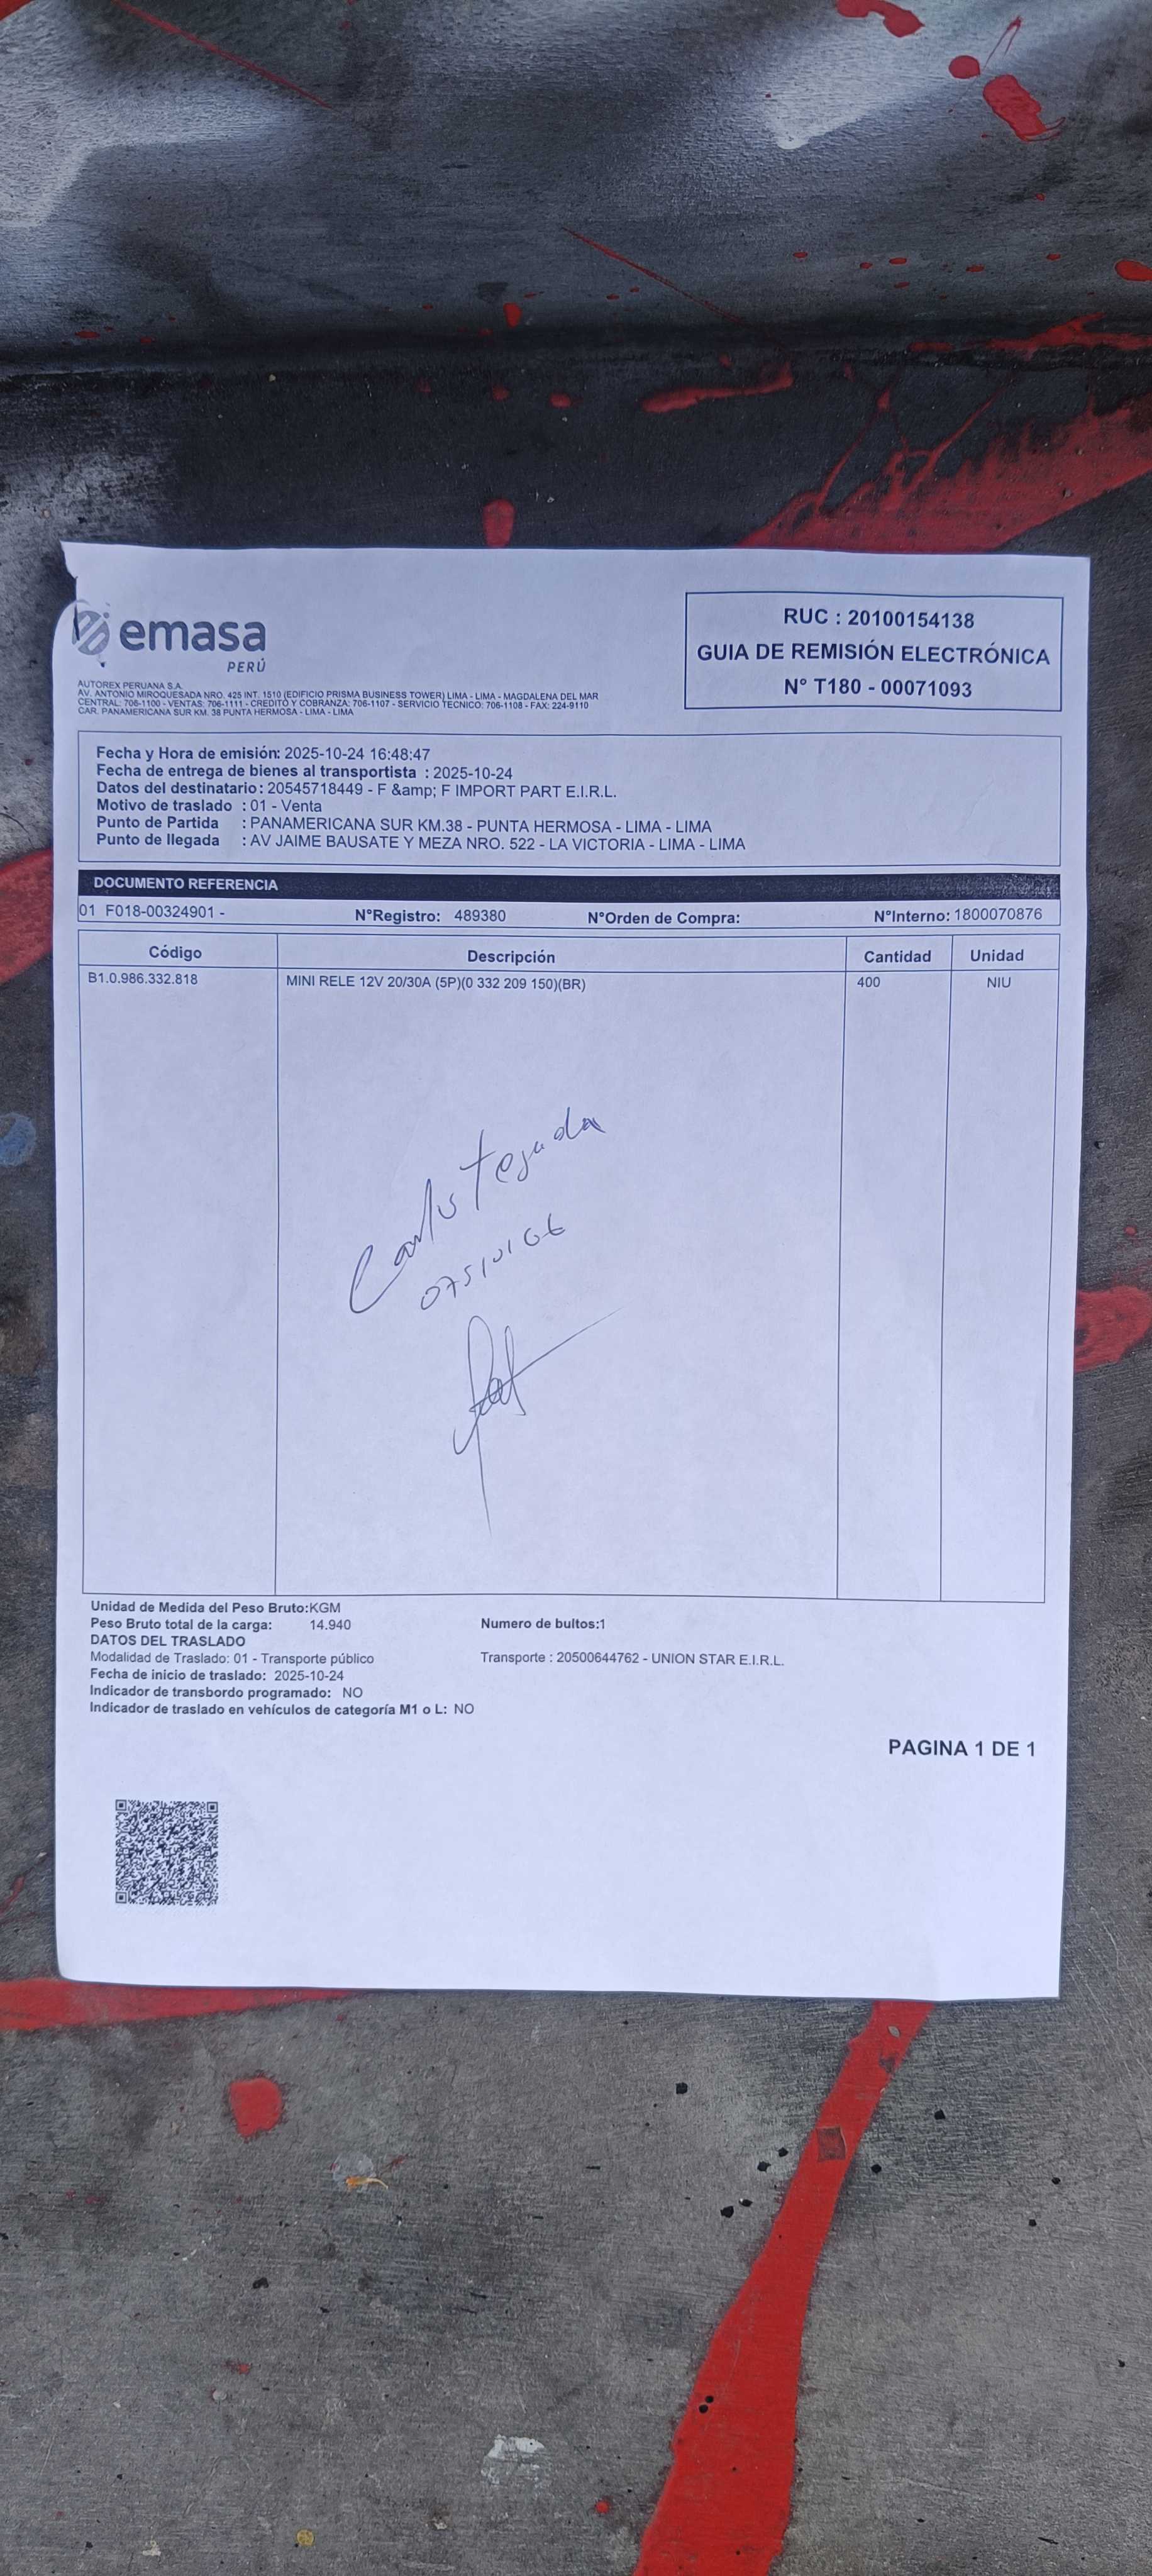 emasa
PERÚ
AUTOREX PERUANA S.A.
AV. ANTONIO MIROQUESADA NRO. 425 INT. 1510 (EDIFICIO PRISMA BUSINESS TOWER) LIMA - LIMA - MAGDALENA DEL MAR
CENTRAL: 706-1100 - VENTAS: 706-1111 - CREDITO Y COBRANZA: 706-1107 - SERVICIO TECNICO: 706-1108 - FAX: 224-9110
CAR. PANAMERICANA SUR KM. 38 PUNTA HERMOSA - LIMA - LIMA
RUC : 20100154138
GUIA DE REMISIÓN ELECTRÓNICA
N° T180 - 00071093
Fecha y Hora de emisión: 2025-10-24 16:48:47
Fecha de entrega de bienes al transportista : 2025-10-24
Datos del destinatario : 20545718449 - F &amp; F IMPORT PART E.I.R.L.
Motivo de traslado : 01 - Venta
Punto de Partida : PANAMERICANA SUR KM.38 - PUNTA HERMOSA - LIMA - LIMA
Punto de llegada : AV JAIME BAUSATE Y MEZA NRO. 522 - LA VICTORIA - LIMA - LIMA
DOCUMENTO REFERENCIA
01 F018-00324901 - N°Registro: 489380 N°Orden de Compra: N°Interno: 1800070876
Código Descripción Cantidad Unidad
B1.0.986.332.818 MINI RELE 12V 20/30A (5P)(0 332 209 150)(BR) 400 NIU
Carlos Tejada
Unidad de Medida del Peso Bruto:KGM
Peso Bruto total de la carga: 14.940 Numero de bultos:1
DATOS DEL TRASLADO
Modalidad de Traslado: 01 - Transporte público Transporte : 20500644762 - UNION STAR E.I.R.L.
Fecha de inicio de traslado: 2025-10-24
Indicador de transbordo programado: NO
Indicador de traslado en vehículos de categoría M1 o L: NO
PAGINA 1 DE 1